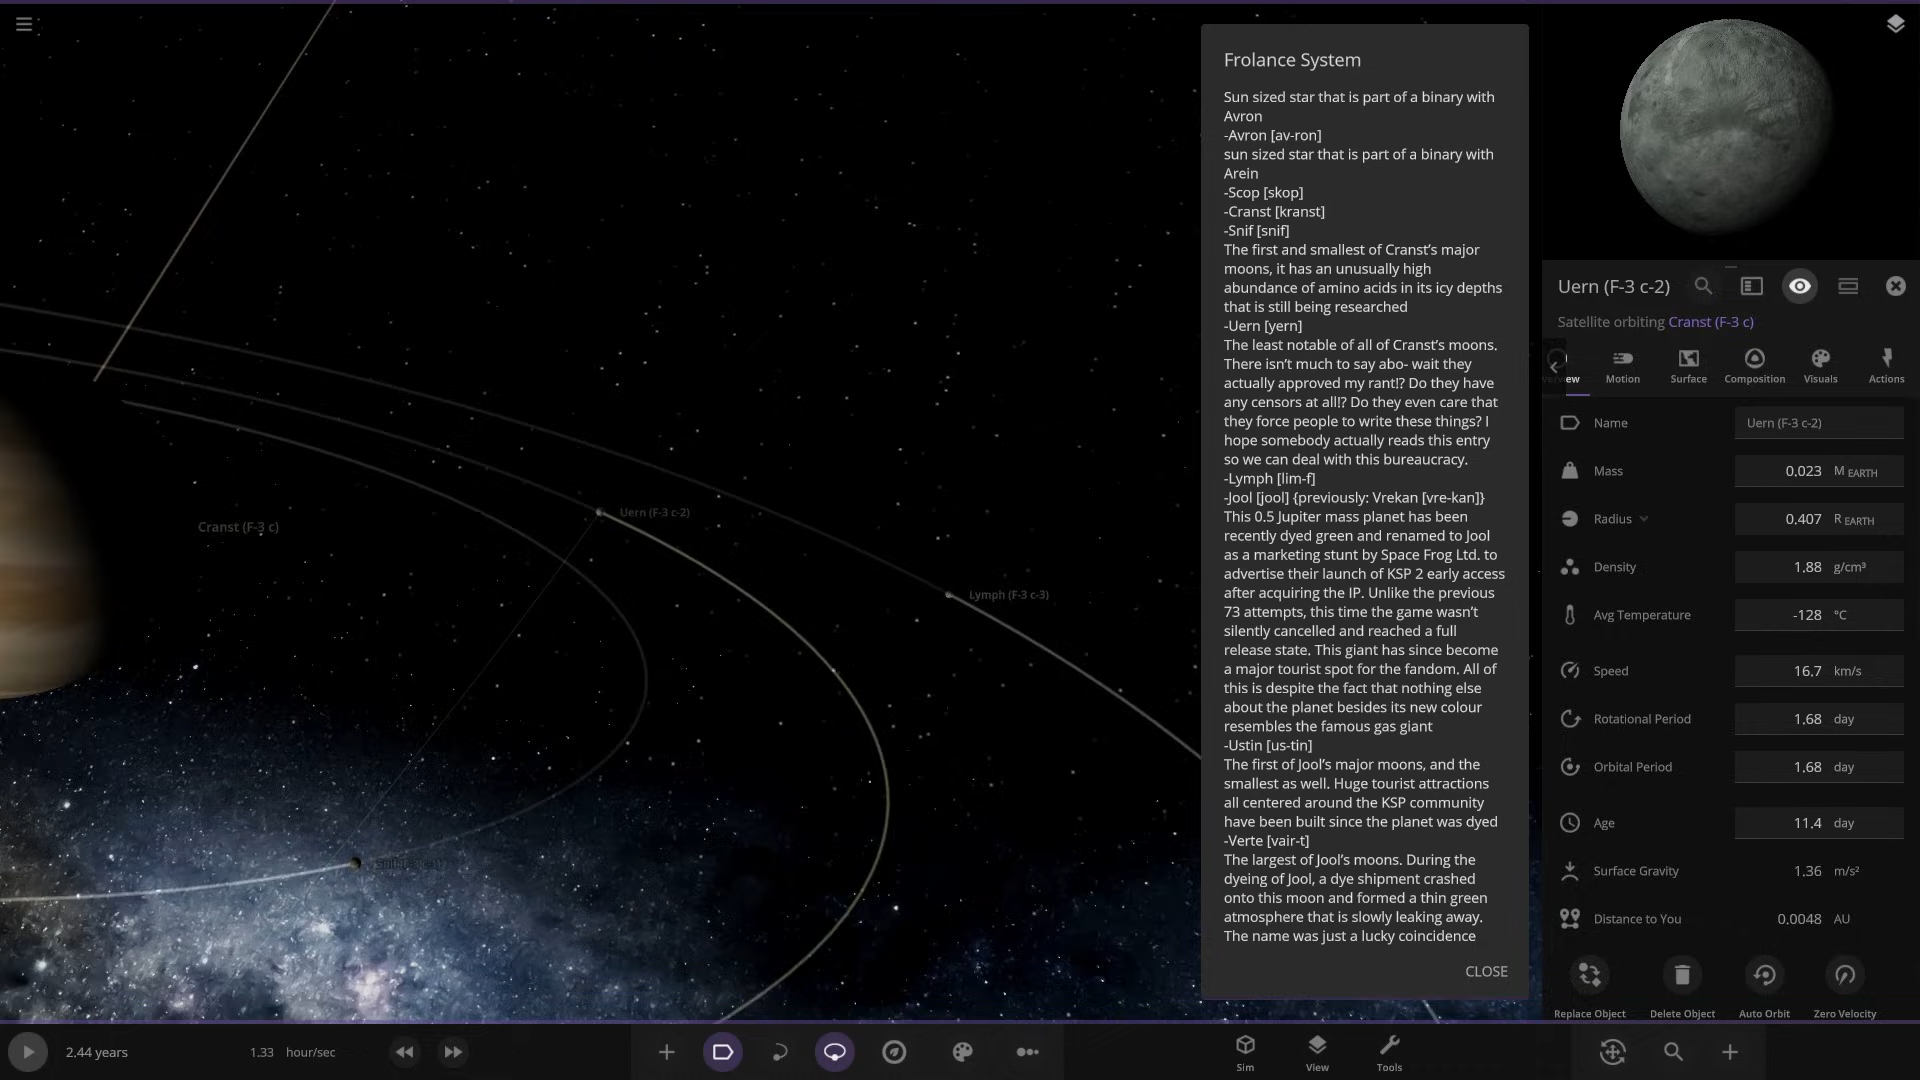 Frolance System
Sun sized star that is part of a binary with
Avron
-Avron [av-ron]
sun sized star that is part of a binary with
Arein
-Scop [skop]
-Cranst [kranst]
-Snif [snif]
The first and smallest of Cranst’s major
moons, it has an unusually high
abundance of amino acids in its icy depths
that is still being researched
-Uern [yern]
The least notable of all of Cranst’s moons.
There isn’t much to say abo- wait they
actually approved my rant!? Do they have
any censors at all!? Do they even care that
they force people to write these things? I
hope somebody actually reads this entry
so we can deal with this bureaucracy.
-Lymph [lim-f]
-Jool [jool] {previously: Vrekan [vre-kan]}
This 0.5 Jupiter mass planet has been
recently dyed green and renamed to Jool
as a marketing stunt by Space Frog Ltd. to
advertise their launch of KSP 2 early access
after acquiring the IP. Unlike the previous
73 attempts, this time the game wasn’t
silently cancelled and reached a full
release state. This giant has since become
a major tourist spot for the fandom. All of
this is despite the fact that nothing else
about the planet besides its new colour
resembles the famous gas giant
-Ustin [us-tin]
The first of Jool’s major moons, and the
smallest as well. Huge tourist attractions
all centered around the KSP community
have been built since the planet was dyed
-Verte [vair-t]
The largest of Jool’s moons. During the
dyeing of Jool, a dye shipment crashed
onto this moon and formed a thin green
atmosphere that is slowly leaking away.
The name was just a lucky coincidence
CLOSE
Cranst (F-3 c)
Uern (F-3 c-2)
Lymph (F-3 c-3)
Uern (F-3 c-2)
Satellite orbiting Cranst (F-3 c)
Motion
Surface
Composition
Visuals
Actions
Name Uern (F-3 c-2)
Mass 0.023 M EARTH
Radius 0.407 R EARTH
Density 1.88 g/cm³
Avg Temperature -128 °C
Speed 16.7 km/s
Rotational Period 1.68 day
Orbital Period 1.68 day
Age 11.4 day
Surface Gravity 1.36 m/s²
Distance to You 0.0048 AU
Replace Object
Delete Object
Auto Orbit
Zero Velocity
2.44 years
1.33 hour/sec
Sim
View
Tools